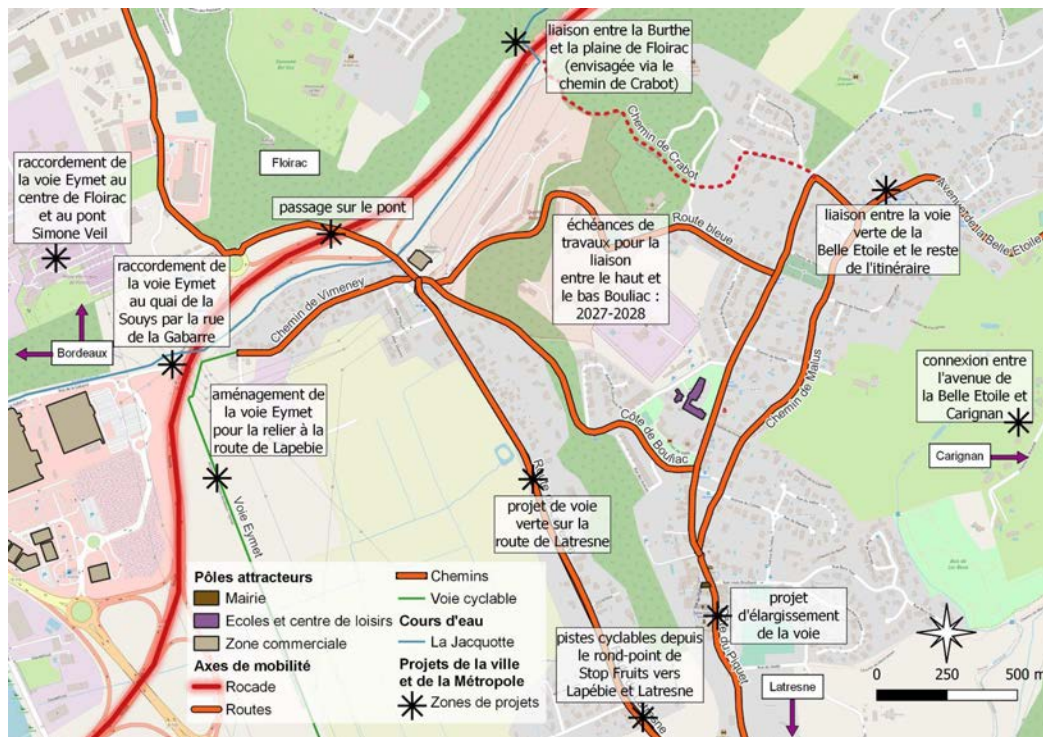 liaison entre la Burthe
et la plaine de Floirac
(envisagée via le
chemin de Crabot)
Chemin de Crabot
raccordement de
la voie Eymet au
centre de Floirac
et au pont
Simone Veil
Floirac
passage sur le pont
échéances de
travaux pour la
liaison
entre le haut et
le bas Bouliac :
2027-2028
Route bleue
liaison entre la voie
verte de la
Belle Etoile et le reste
de l'itinéraire
Avenue de la Belle Etoile
raccordement de
la voie Eymet
au quai de la
Souys par la rue
de la Gabarre
Chemin de Vimeney
Bordeaux
aménagement de
la voie Eymet
pour la relier à la
route de Lapebie
Voie Eymet
Côte de Bouliac
Chemin de Malus
connexion entre
l'avenue de
la Belle Etoile et
Carignan
Carignan
projet de voie
verte sur la
route de Latresne
projet
d'élargissement
de la voie
du Piquet
pistes cyclables depuis
le rond-point de
Stop Fruits vers
Lapébie et Latresne
Latresne
Pôles attracteurs
Mairie
Ecoles et centre de loisirs
Zone commerciale
Axes de mobilité
Rocade
Routes
Chemins
Voie cyclable
Cours d'eau
La Jacquotte
Projets de la ville
et de la Métropole
Zones de projets
0 250 500 m